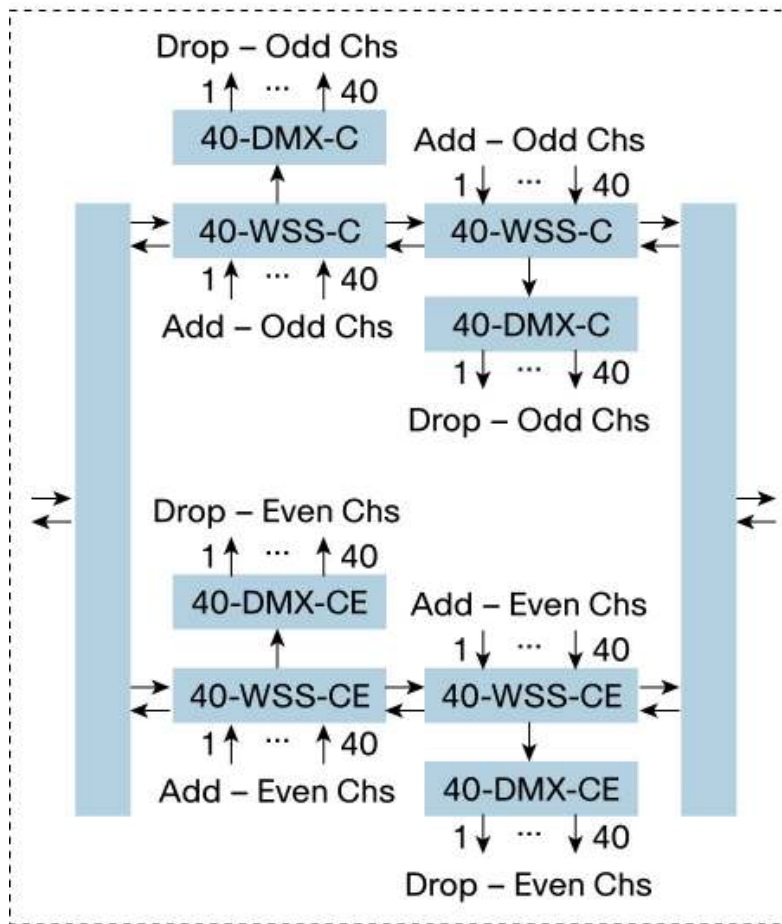 Drop – Odd Chs
1 ... 40
40-DMX-C
Add – Odd Chs
1 ... 40
40-WSS-C
40-WSS-C
1 ... 40
Add – Odd Chs
40-DMX-C
1 ... 40
Drop – Odd Chs
Drop – Even Chs
1 ... 40
40-DMX-CE
Add – Even Chs
1 ... 40
40-WSS-CE
40-WSS-CE
1 ... 40
Add – Even Chs
40-DMX-CE
1 ... 40
Drop – Even Chs